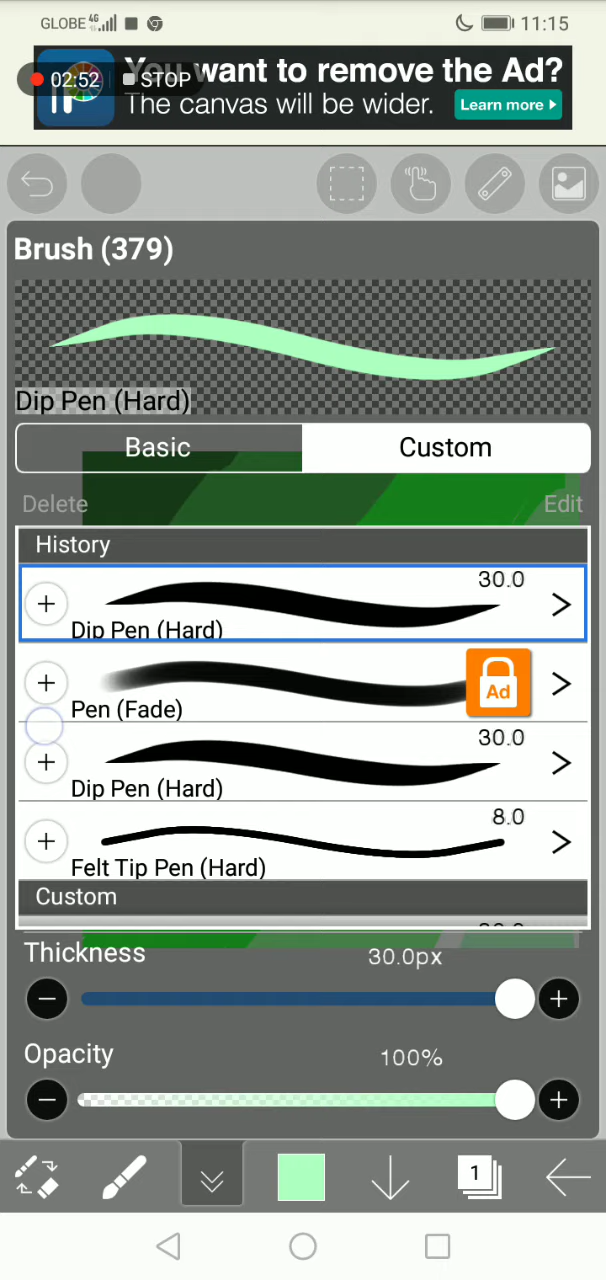 GLOBE 4G 11:15
You want to remove the Ad?
02:52 STOP
The canvas will be wider. Learn more
Brush (379)
Dip Pen (Hard)
Basic Custom
Delete Edit
History
30.0
Dip Pen (Hard)
Ad
Pen (Fade)
30.0
Dip Pen (Hard)
8.0
Felt Tip Pen (Hard)
Custom
Thickness 30.0px
Opacity 100%
1